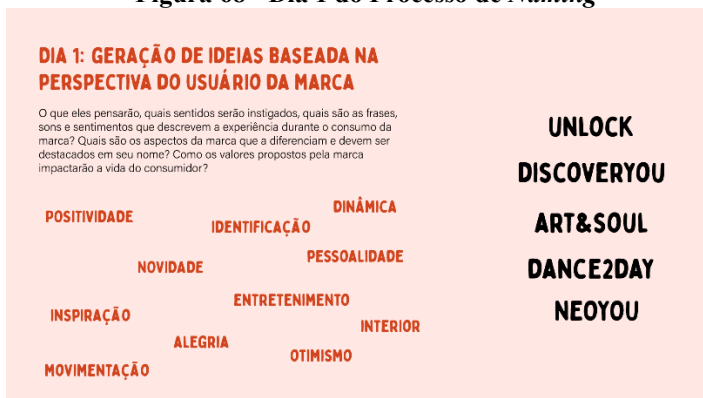 Figura 68 - Dia 1 do Processo de Naming
DIA 1: GERAÇÃO DE IDEIAS BASEADA NA
PERSPECTIVA DO USUÁRIO DA MARCA
O que eles pensarão, quais sentidos serão instigados, quais são as frases,
sons e sentimentos que descrevem a experiência durante o consumo da
marca? Quais são os aspectos da marca que a diferenciam e devem ser
destacados em seu nome? Como os valores propostos pela marca
impactarão a vida do consumidor?
POSITIVIDADE
DINÂMICA
IDENTIFICAÇÃO
PESSOALIDADE
NOVIDADE
ENTRETENIMENTO
INSPIRAÇÃO
INTERIOR
ALEGRIA
OTIMISMO
MOVIMENTAÇÃO
UNLOCK
DISCOVERYOU
ART&SOUL
DANCE2DAY
NEOYOU